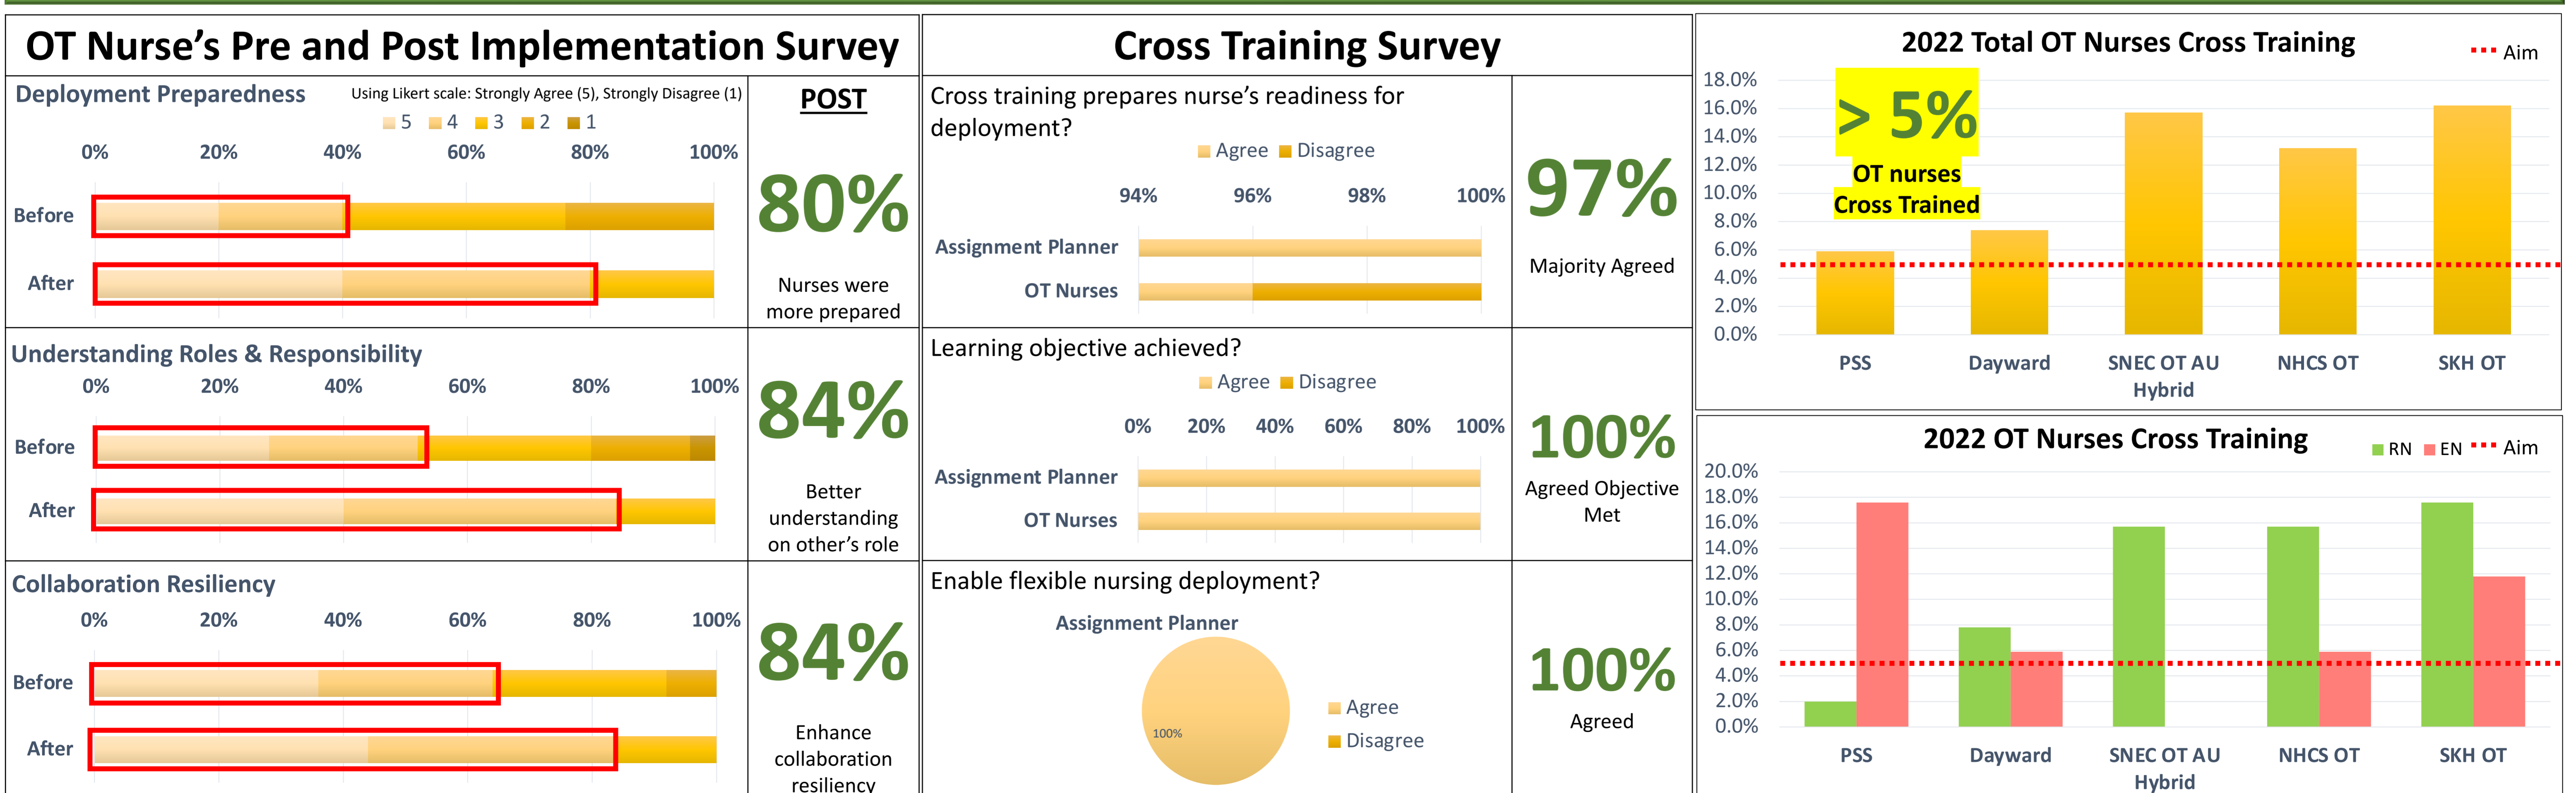 OT Nurse's Pre and Post Implementation Survey
Deployment Preparedness
Using Likert scale: Strongly Agree (5), Strongly Disagree (1)
5 4 3 2 1
0% 20% 40% 60% 80% 100%
Before
After
POST
80%
Nurses were
more prepared
Understanding Roles & Responsibility
0% 20% 40% 60% 80% 100%
Before
After
84%
Better
understanding
on other's role
Collaboration Resiliency
0% 20% 40% 60% 80% 100%
Before
After
84%
Enhance
collaboration
resiliency
Cross Training Survey
Cross training prepares nurse's readiness for
deployment?
Agree Disagree
94% 96% 98% 100%
Assignment Planner
OT Nurses
97%
Majority Agreed
Learning objective achieved?
Agree Disagree
0% 20% 40% 60% 80% 100%
Assignment Planner
OT Nurses
100%
Agreed Objective
Met
Enable flexible nursing deployment?
Assignment Planner
100%
Agree
Disagree
100%
Agreed
2022 Total OT Nurses Cross Training
Aim
18.0%
16.0%
14.0%
12.0%
10.0%
8.0%
6.0%
4.0%
2.0%
0.0%
> 5%
OT nurses
Cross Trained
PSS Dayward SNEC OT AU NHCS OT SKH OT
Hybrid
2022 OT Nurses Cross Training
RN EN Aim
20.0%
18.0%
16.0%
14.0%
12.0%
10.0%
8.0%
6.0%
4.0%
2.0%
0.0%
PSS Dayward SNEC OT AU NHCS OT SKH OT
Hybrid